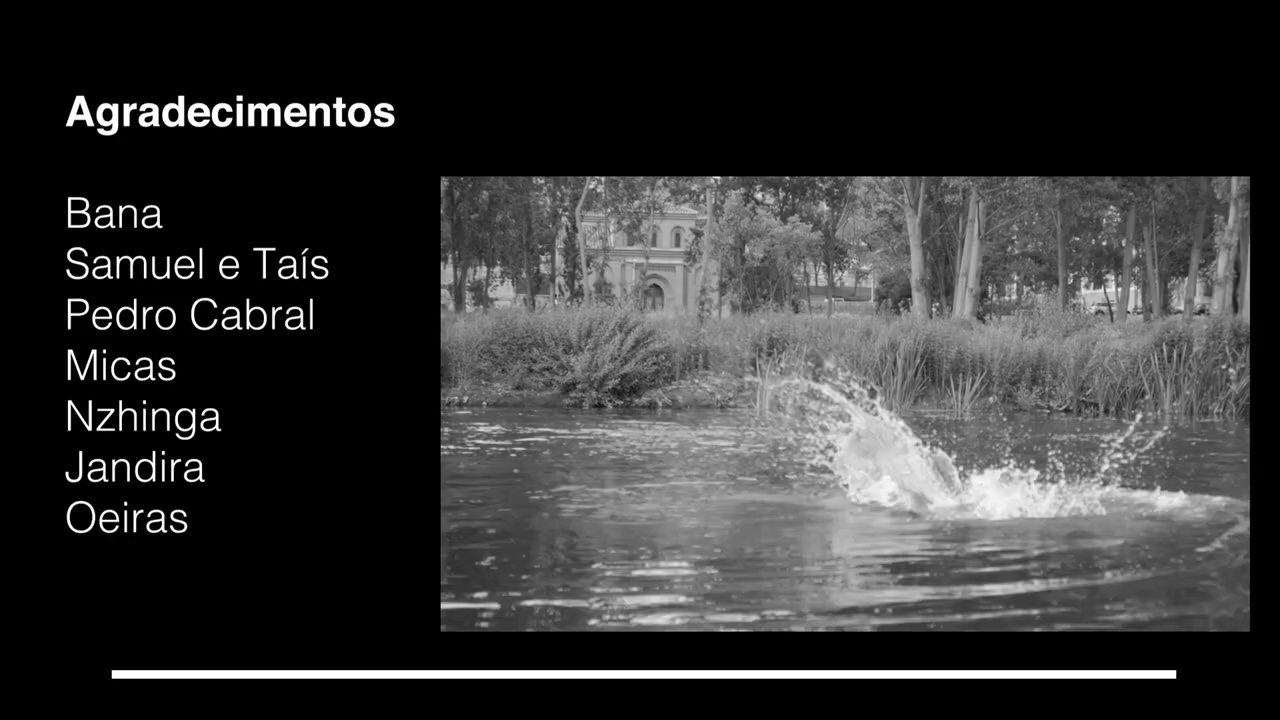 Agradecimentos
Bana
Samuel e Taís
Pedro Cabral
Micas
Nzhinga
Jandira
Oeiras